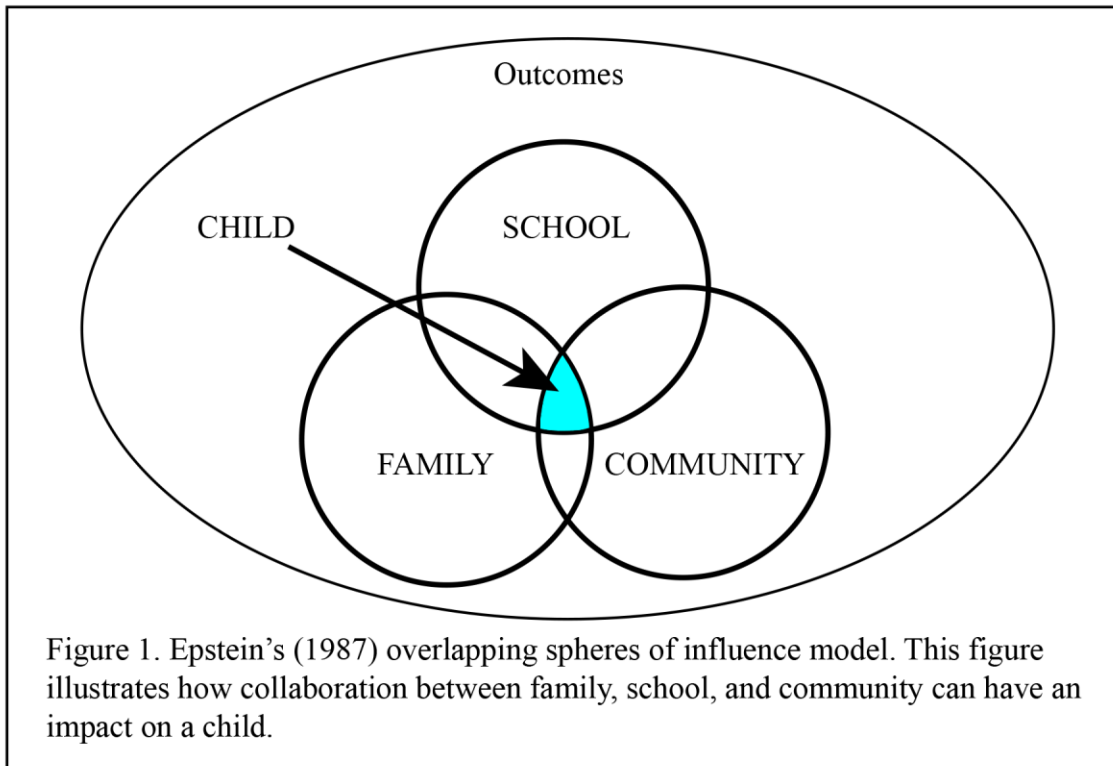 Outcomes
CHILD
SCHOOL
FAMILY
COMMUNITY
Figure 1. Epstein’s (1987) overlapping spheres of influence model. This figure
illustrates how collaboration between family, school, and community can have an
impact on a child.